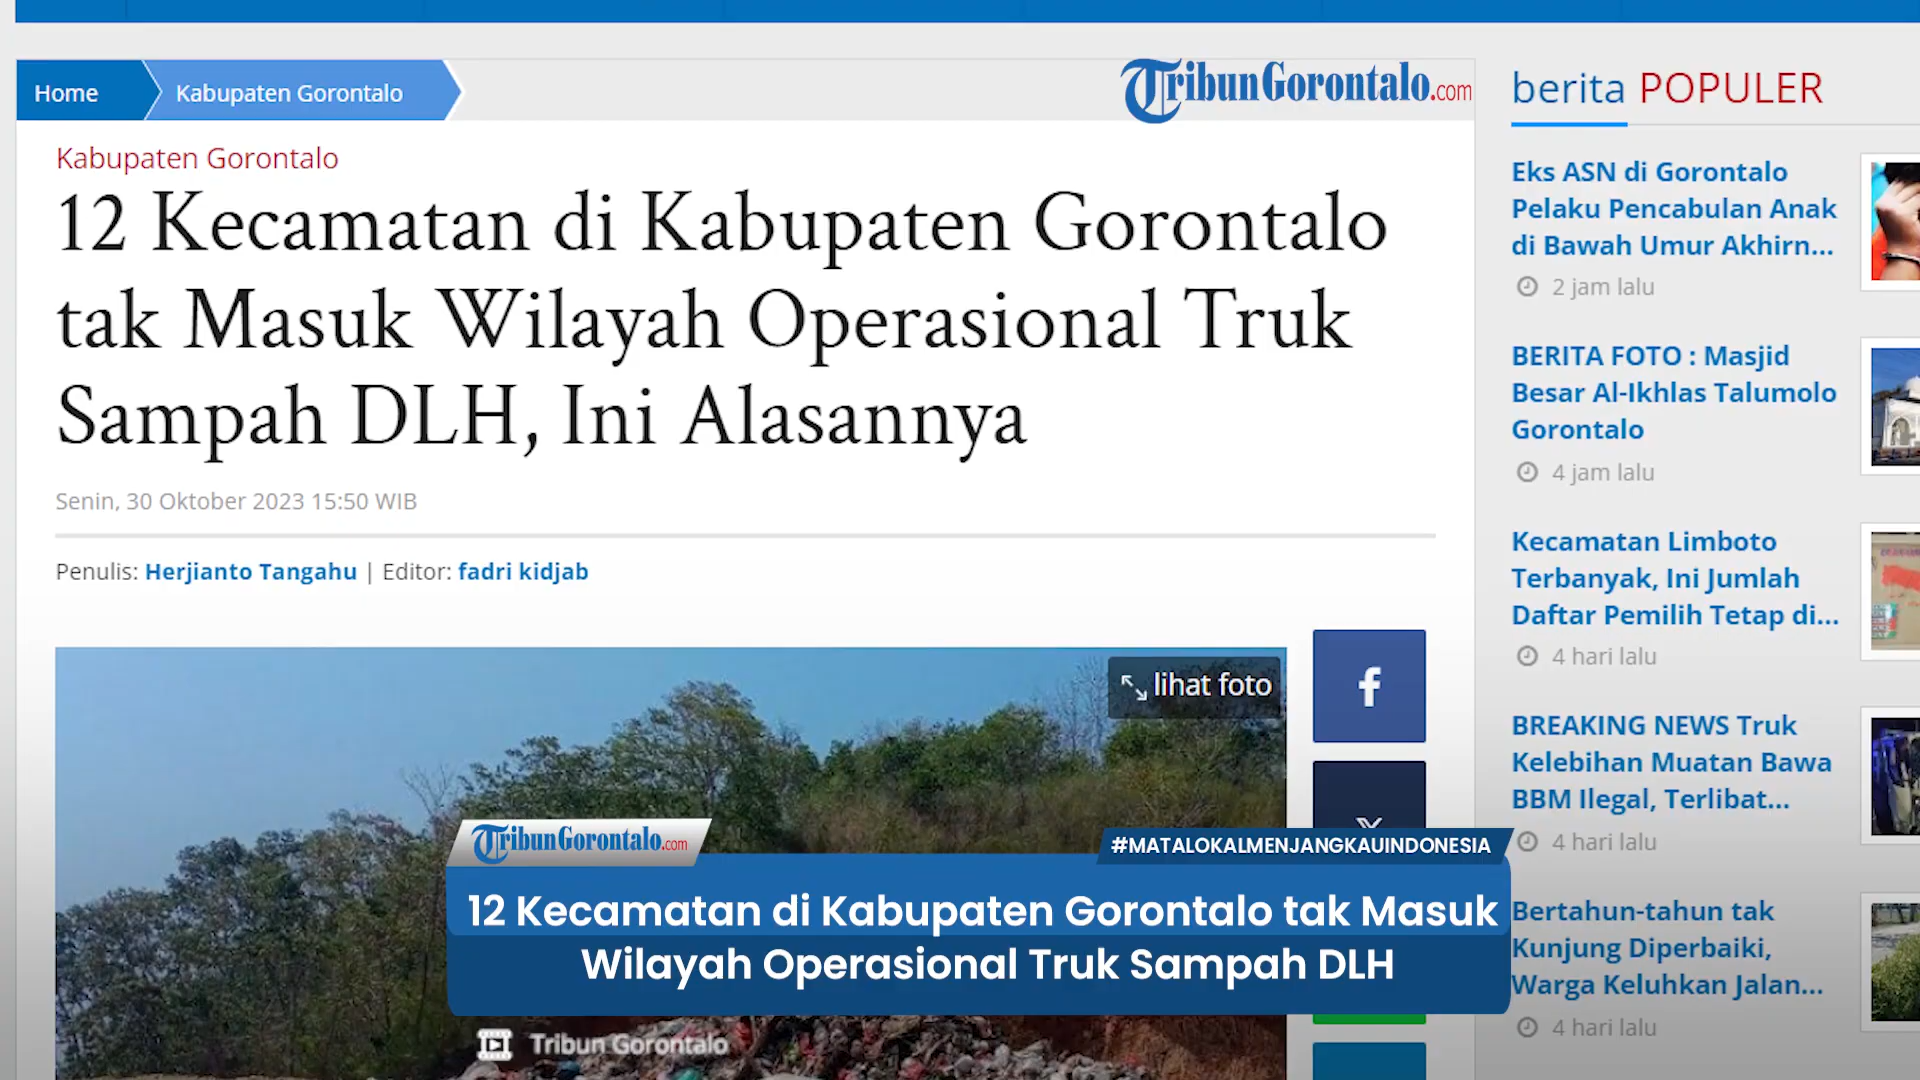 Home
Kabupaten Gorontalo
TribunGorontalo.com
Kabupaten Gorontalo
12 Kecamatan di Kabupaten Gorontalo
tak Masuk Wilayah Operasional Truk
Sampah DLH, Ini Alasannya
Senin, 30 Oktober 2023 15:50 WIB
Penulis: Herjianto Tangahu | Editor: fadri kidjab
lihat foto
f
X
berita POPULER
Eks ASN di Gorontalo
Pelaku Pencabulan Anak
di Bawah Umur Akhirn...
2 jam lalu
BERITA FOTO : Masjid
Besar Al-Ikhlas Talumolo
Gorontalo
4 jam lalu
Kecamatan Limboto
Terbanyak, Ini Jumlah
Daftar Pemilih Tetap di...
4 hari lalu
BREAKING NEWS Truk
Kelebihan Muatan Bawa
BBM Ilegal, Terlibat...
4 hari lalu
Bertahun-tahun tak
Kunjung Diperbaiki,
Warga Keluhkan Jalan...
4 hari lalu
TribunGorontalo.com
#MATALOKALMENJANGKAUINDONESIA
12 Kecamatan di Kabupaten Gorontalo tak Masuk
Wilayah Operasional Truk Sampah DLH
Tribun Gorontalo